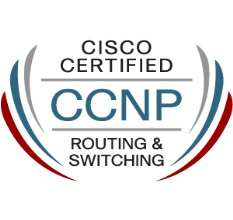 CISCO
CERTIFIED
CCNP
ROUTING &
SWITCHING